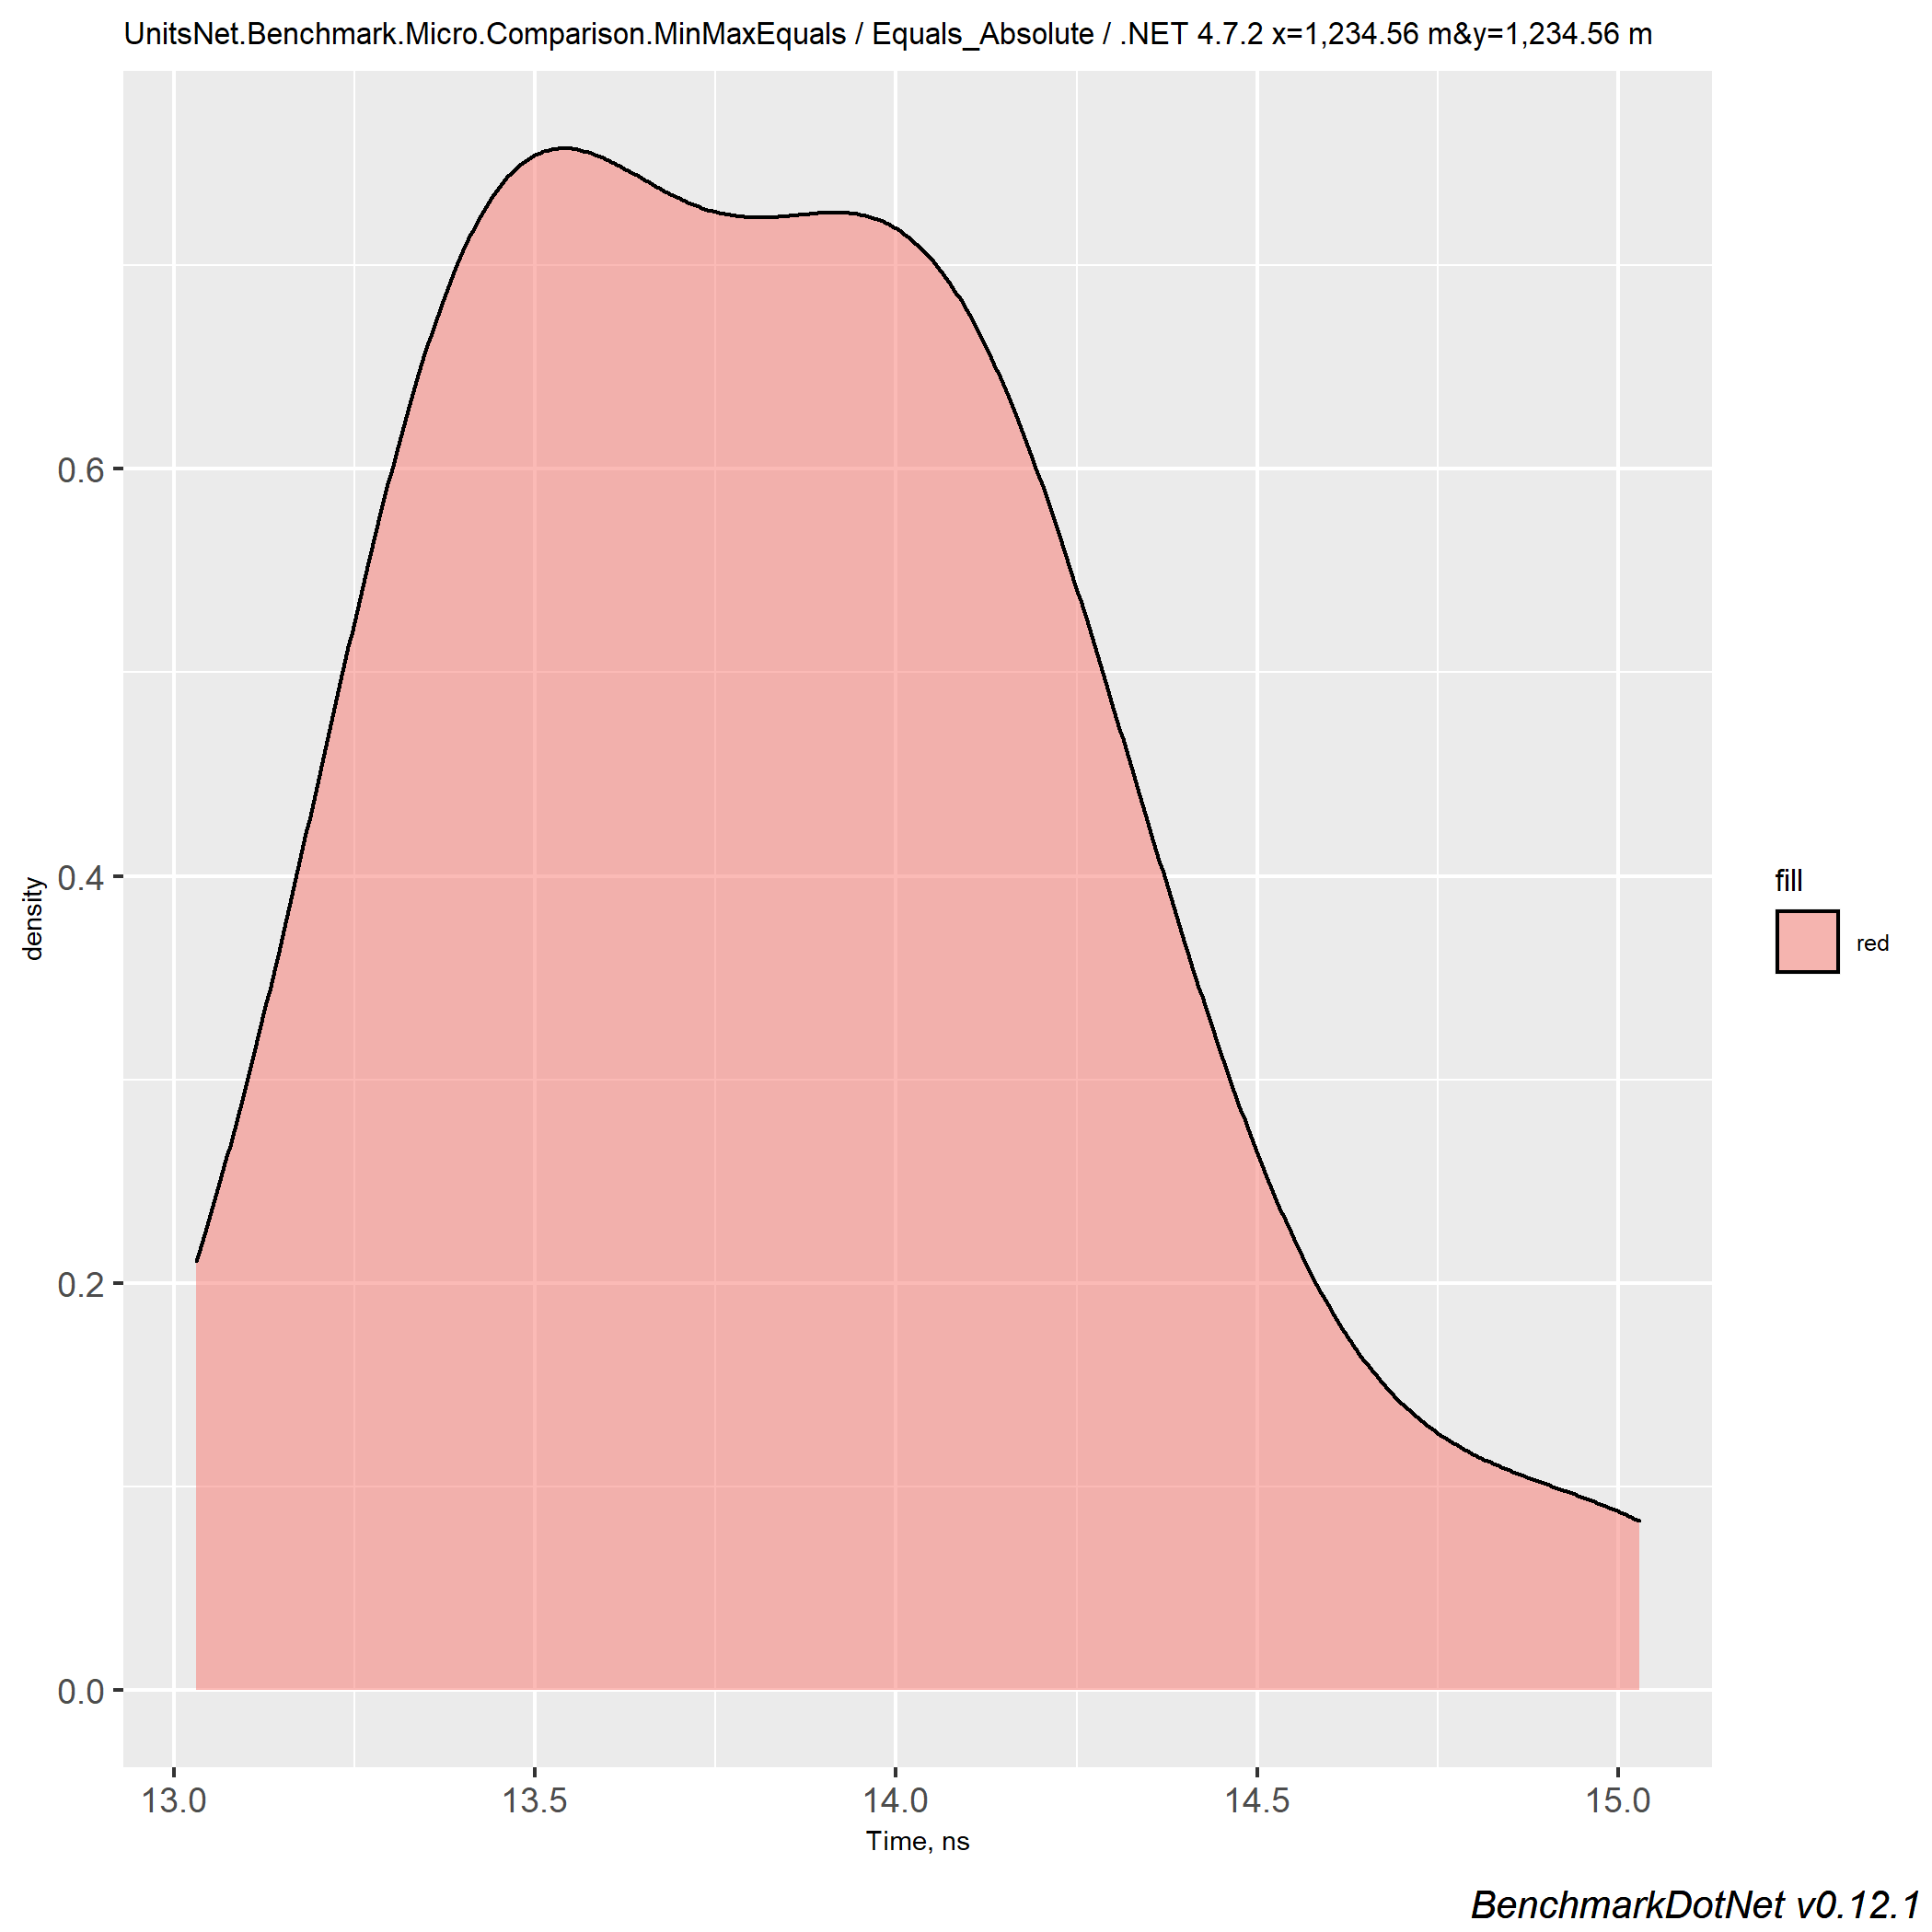 UnitsNet.Benchmark.Micro.Comparison.MinMaxEquals / Equals_Absolute / .NET 4.7.2 x=1,234.56 m&y=1,234.56 m
0.6
0.4
0.2
0.0
density
13.0 13.5 14.0 14.5 15.0
Time, ns
fill
red
BenchmarkDotNet v0.12.1